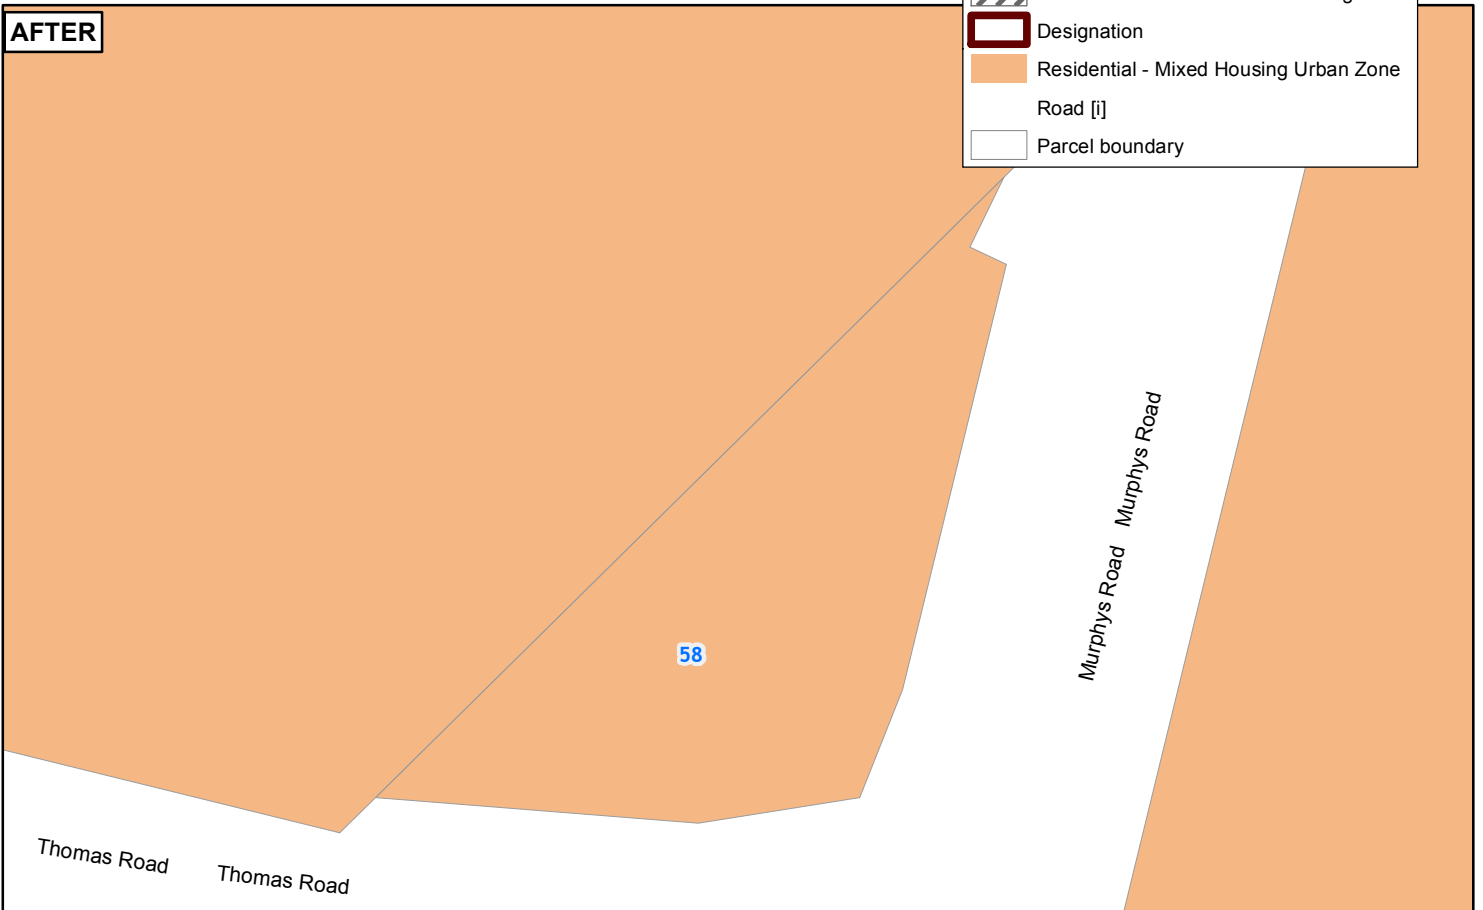 AFTER
Designation
Residential - Mixed Housing Urban Zone
Road [i]
Parcel boundary
Murphys Road
Murphys Road
58
Thomas Road
Thomas Road